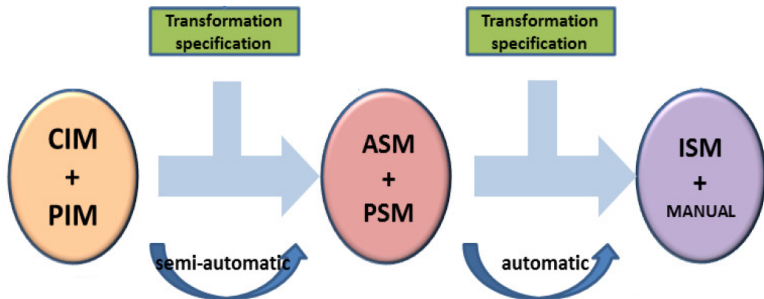 Transformation
specification
Transformation
specification
CIM
+
PIM
ASM
+
PSM
ISM
+
MANUAL
semi-automatic
automatic